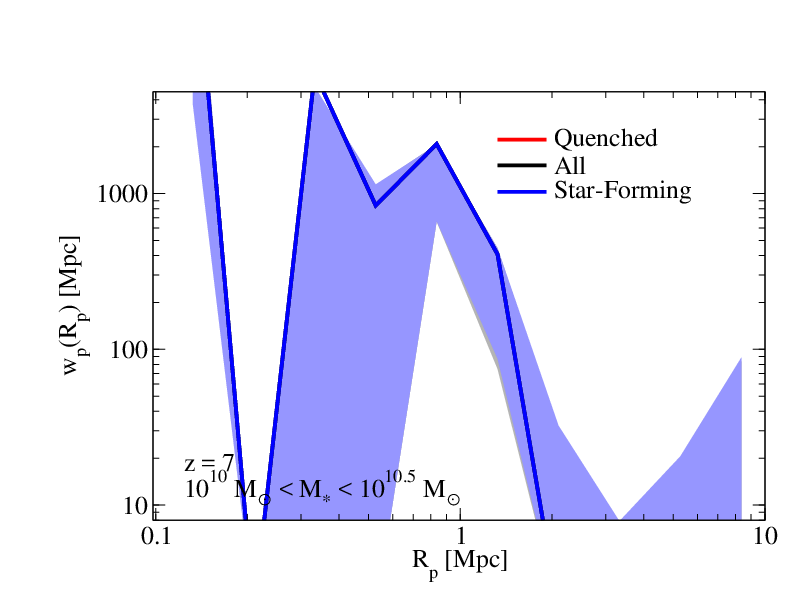 Quenched
All
Star-Forming
1000
100
10
w_p(R_p) [Mpc]
z = 7
10^10 M_⊙ < M_* < 10^10.5 M_⊙
0.1
1
10
R_p [Mpc]